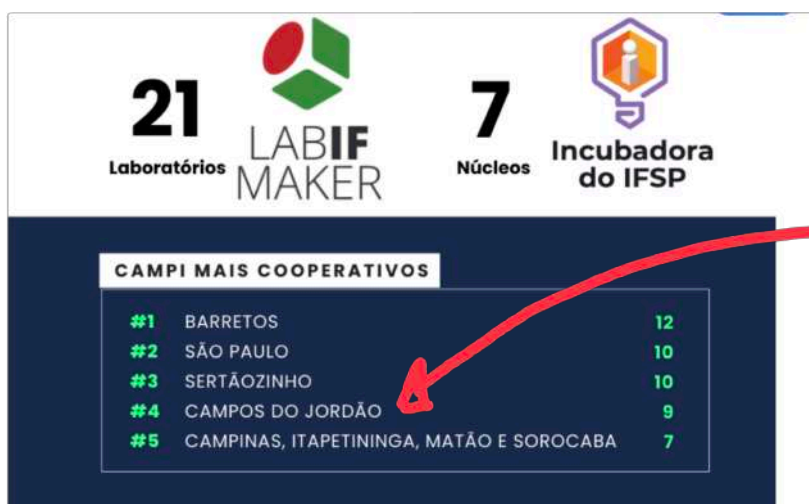 21
Laboratórios
LABIF
MAKER
7
Núcleos
Incubadora
do IFSP
CAMPI MAIS COOPERATIVOS
#1 BARRETOS 12
#2 SÃO PAULO 10
#3 SERTÃOZINHO 10
#4 CAMPOS DO JORDÃO 9
#5 CAMPINAS, ITAPETININGA, MATÃO E SOROCABA 7